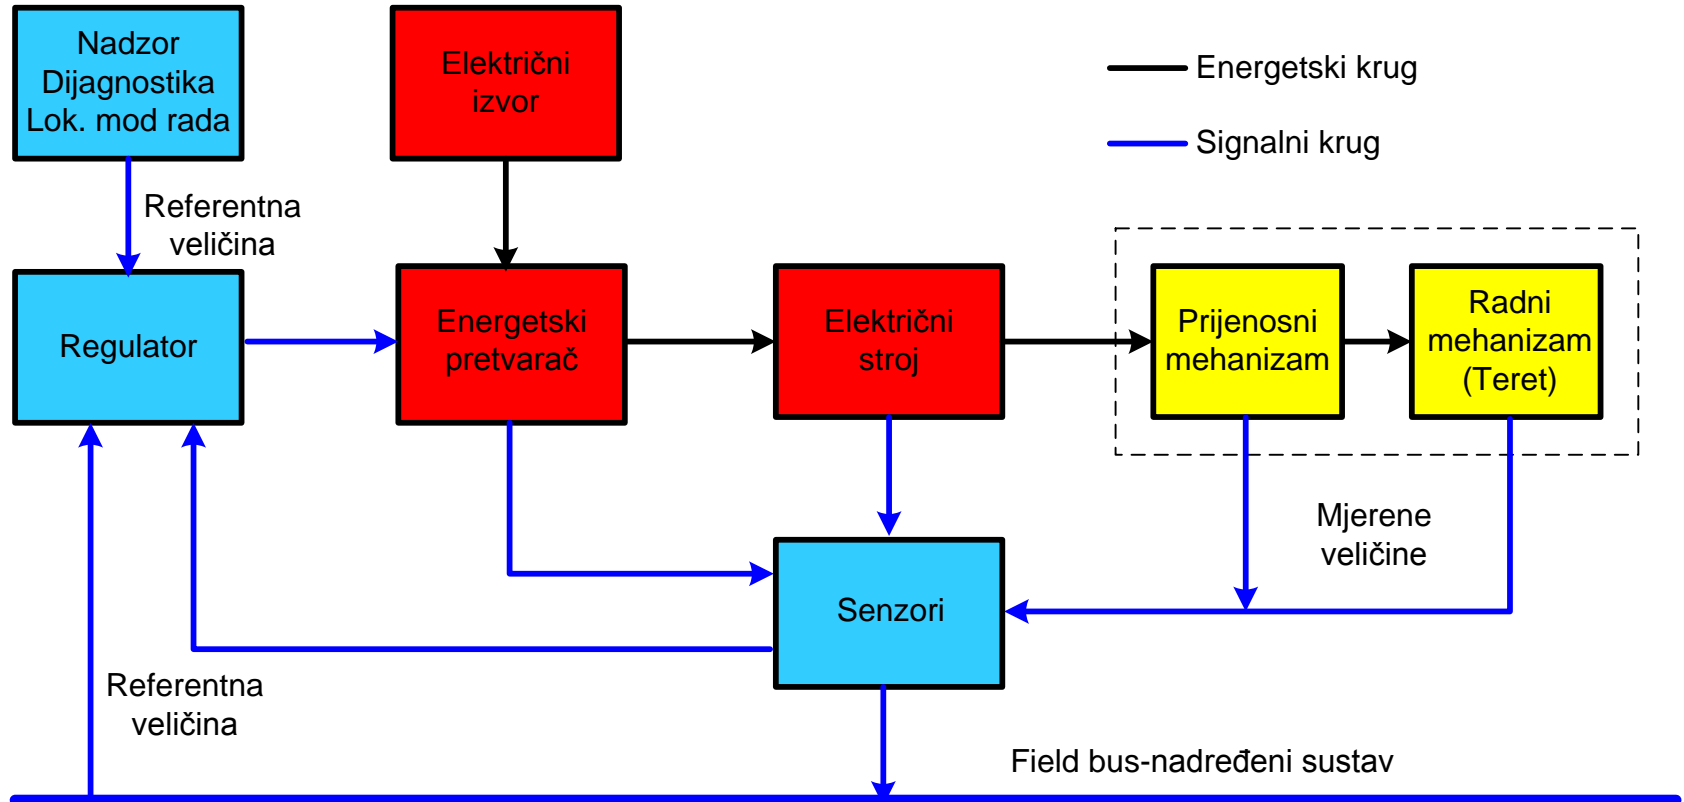 Nadzor
Dijagnostika
Lok. mod rada
Električni
izvor
Energetski krug
Signalni krug
Referentna
veličina
Regulator
Energetski
pretvarač
Električni
stroj
Prijenosni
mehanizam
Radni
mehanizam
(Teret)
Mjerene
veličine
Senzori
Referentna
veličina
Field bus-nadređeni sustav